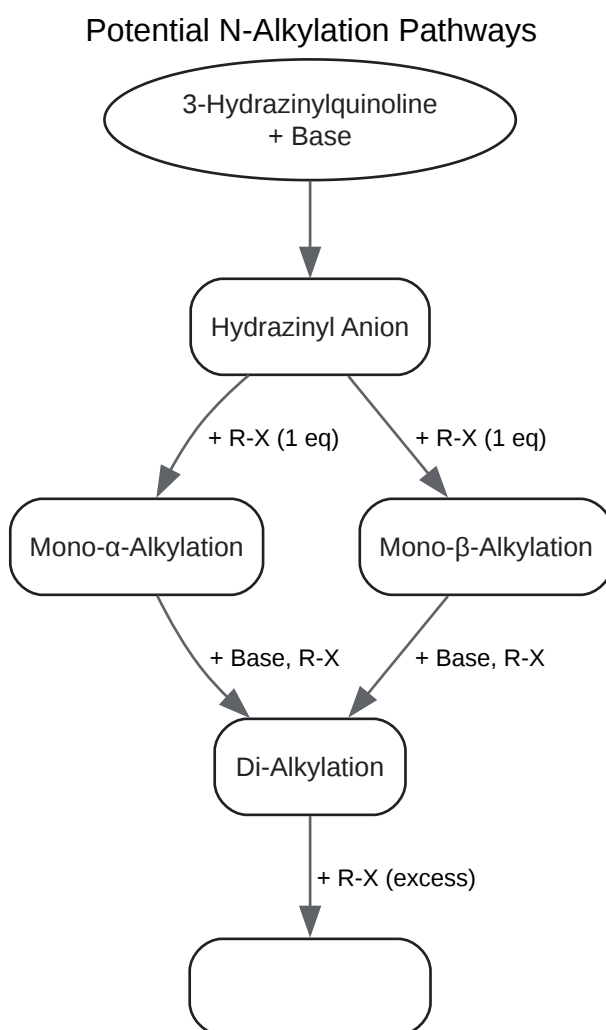 Potential N-Alkylation Pathways
3-Hydrazinylquinoline
+ Base
Hydrazinyl Anion
+ R-X (1 eq)
+ R-X (1 eq)
Mono-α-Alkylation
Mono-β-Alkylation
+ Base, R-X
+ Base, R-X
Di-Alkylation
+ R-X (excess)